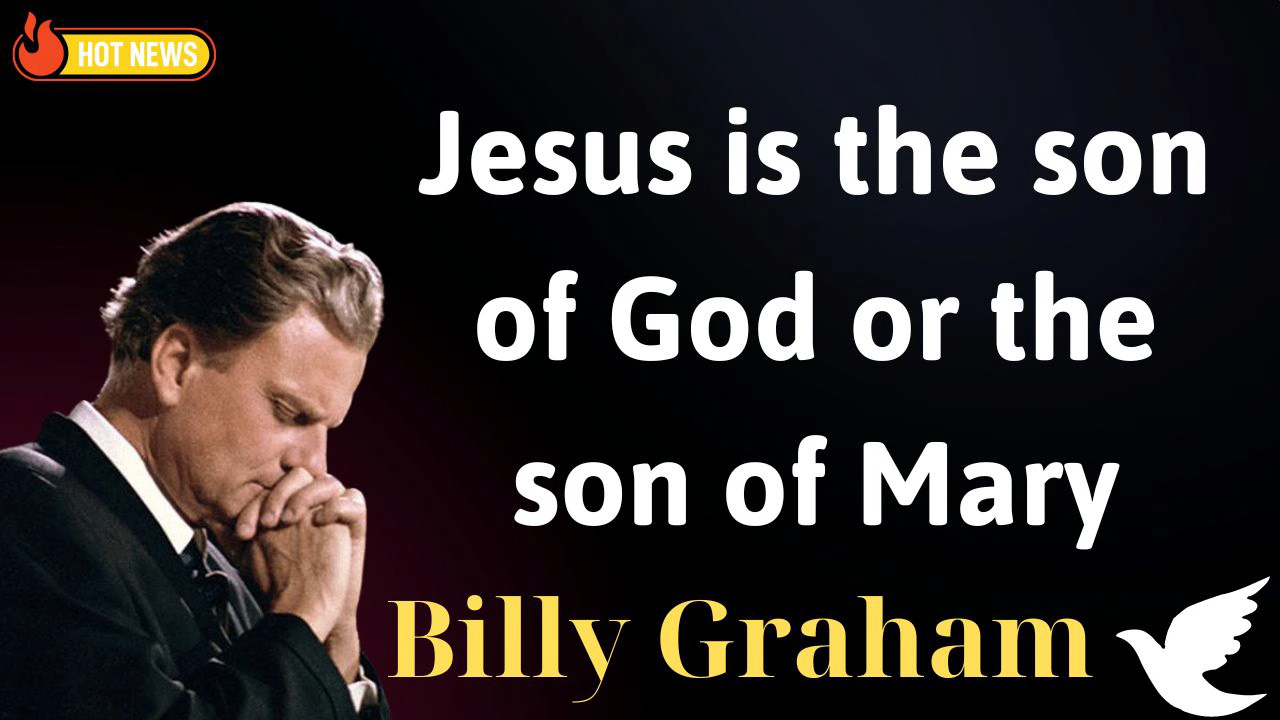 HOT NEWS
Jesus is the son
of God or the
son of Mary
Billy Graham